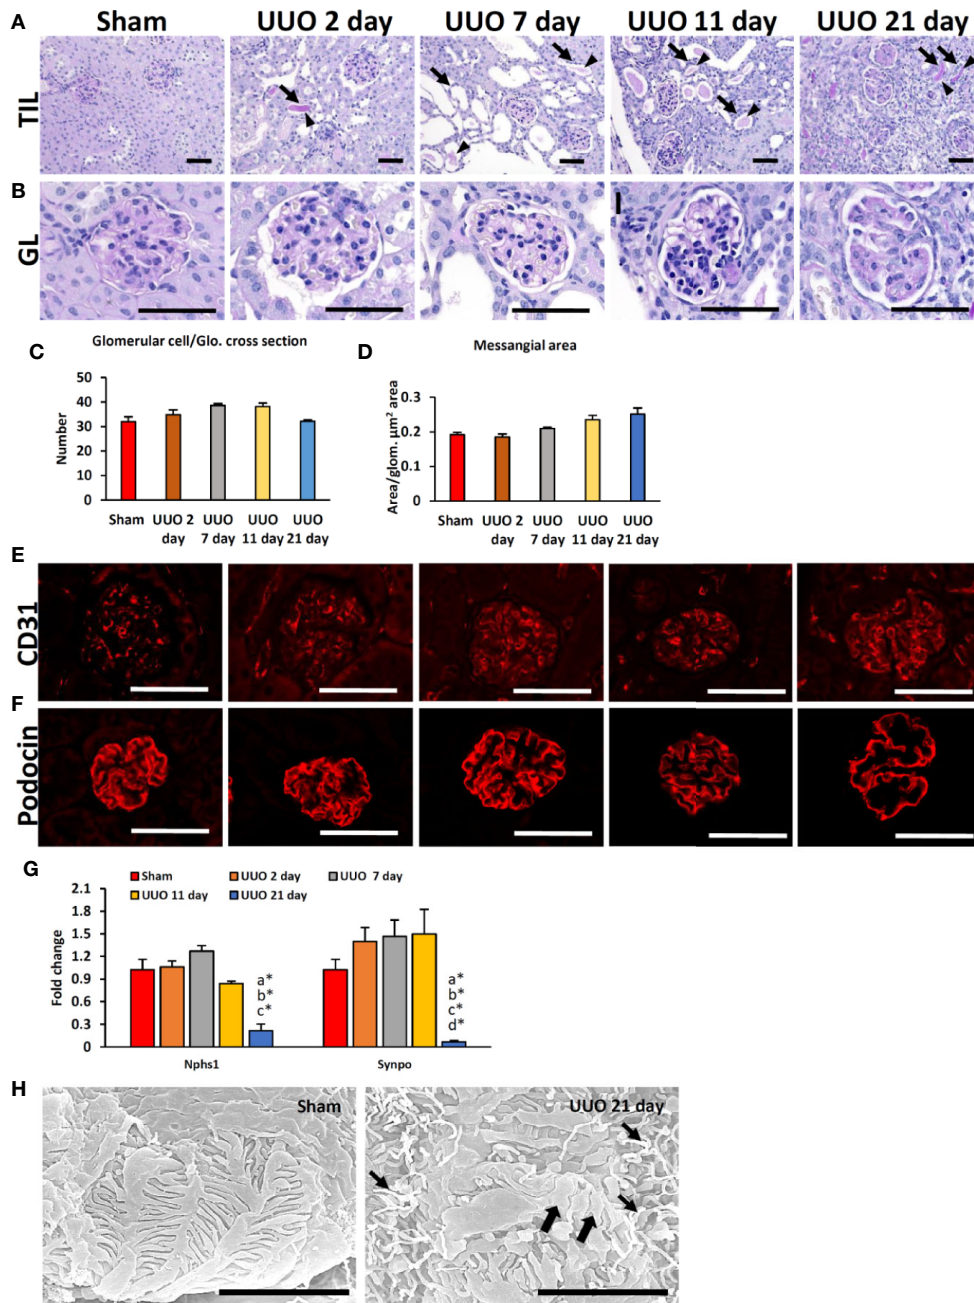 A
Sham
UUO 2 day
UUO 7 day
UUO 11 day
UUO 21 day
TIL
B
GL
C
Glomerular cell/Glo. cross section
Number
50
40
30
20
10
0
Sham
UUO 2 day
UUO 7 day
UUO 11 day
UUO 21 day
D
Messangial area
Area/glom. µm² area
0.3
0.2
0.1
0
Sham
UUO 2 day
UUO 7 day
UUO 11 day
UUO 21 day
E
CD31
F
Podocin
G
Sham
UUO 2 day
UUO 7 day
UUO 11 day
UUO 21 day
Fold change
2.1
1.8
1.5
1.2
0.9
0.6
0.3
0
a*
b*
c*
a*
b*
c*
d*
Nphs1
Synpo
H
Sham
UUO 21 day